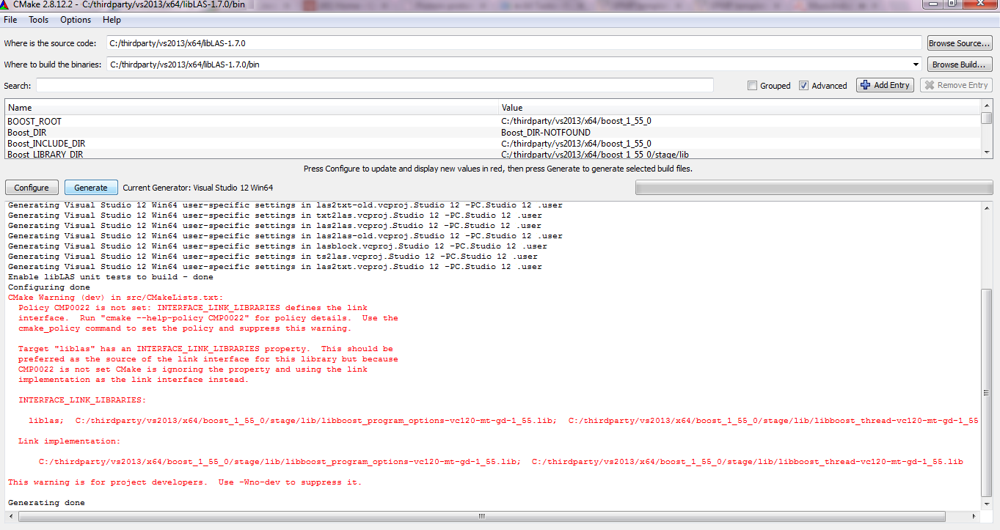 CMake 2.8.12.2 - C:/thirdparty/vs2013/x64/libLAS-1.7.0/bin
File Tools Options Help
Where is the source code: C:/thirdparty/vs2013/x64/libLAS-1.7.0 Browse Source...
Where to build the binaries: C:/thirdparty/vs2013/x64/libLAS-1.7.0/bin Browse Build...
Search: Grouped Advanced Add Entry Remove Entry
Name Value
BOOST_ROOT C:/thirdparty/vs2013/x64/boost_1_55_0
Boost_DIR Boost_DIR-NOTFOUND
Boost_INCLUDE_DIR C:/thirdparty/vs2013/x64/boost_1_55_0
Boost_LIBRARY_DIR C:/thirdparty/vs2013/x64/boost_1_55_0/stage/lib
Press Configure to update and display new values in red, then press Generate to generate selected build files.
Configure Generate Current Generator: Visual Studio 12 Win64
Generating Visual Studio 12 Win64 user-specific settings in las2txt-old.vcproj.Studio 12 -PC.Studio 12 .user
Generating Visual Studio 12 Win64 user-specific settings in txt2las.vcproj.Studio 12 -PC.Studio 12 .user
Generating Visual Studio 12 Win64 user-specific settings in las2las.vcproj.Studio 12 -PC.Studio 12 .user
Generating Visual Studio 12 Win64 user-specific settings in las2las-old.vcproj.Studio 12 -PC.Studio 12 .user
Generating Visual Studio 12 Win64 user-specific settings in lasblock.vcproj.Studio 12 -PC.Studio 12 .user
Generating Visual Studio 12 Win64 user-specific settings in ts2las.vcproj.Studio 12 -PC.Studio 12 .user
Generating Visual Studio 12 Win64 user-specific settings in las2txt.vcproj.Studio 12 -PC.Studio 12 .user
Enable libLAS unit tests to build - done
Configuring done
CMake Warning (dev) in src/CMakeLists.txt:
Policy CMP0022 is not set: INTERFACE_LINK_LIBRARIES defines the link
interface. Run "cmake --help-policy CMP0022" for policy details. Use the
cmake_policy command to set the policy and suppress this warning.
Target "liblas" has an INTERFACE_LINK_LIBRARIES property. This should be
preferred as the source of the link interface for this library but because
CMP0022 is not set CMake is ignoring the property and using the link
implementation as the link interface instead.
INTERFACE_LINK_LIBRARIES:
liblas; C:/thirdparty/vs2013/x64/boost_1_55_0/stage/lib/libboost_program_options-vc120-mt-gd-1_55.lib; C:/thirdparty/vs2013/x64/boost_1_55_0/stage/lib/libboost_thread-vc120-mt-gd-1_55
Link implementation:
C:/thirdparty/vs2013/x64/boost_1_55_0/stage/lib/libboost_program_options-vc120-mt-gd-1_55.lib; C:/thirdparty/vs2013/x64/boost_1_55_0/stage/lib/libboost_thread-vc120-mt-gd-1_55.lib
This warning is for project developers. Use -Wno-dev to suppress it.
Generating done